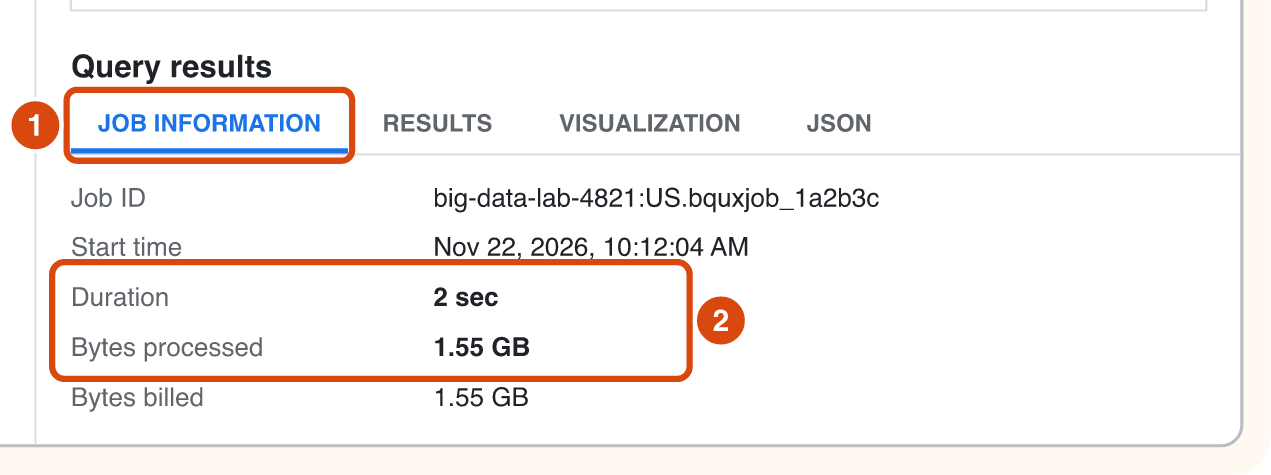 Query results
1 JOB INFORMATION RESULTS VISUALIZATION JSON
Job ID big-data-lab-4821:US.bquxjob_1a2b3c
Start time Nov 22, 2026, 10:12:04 AM
Duration 2 sec
2
Bytes processed 1.55 GB
Bytes billed 1.55 GB